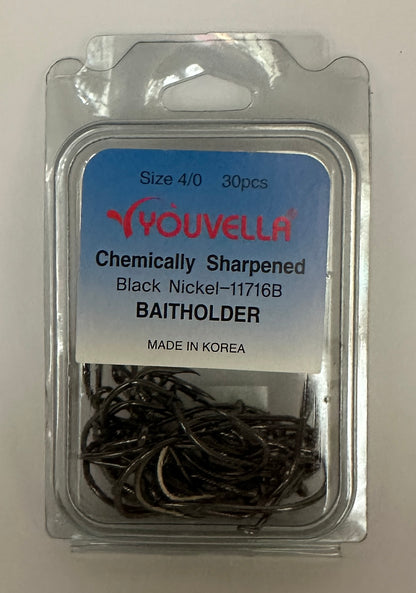 Size 4/0 30pcs
YOUVELLA
Chemically Sharpened
Black Nickel-11716B
BAITHOLDER
MADE IN KOREA